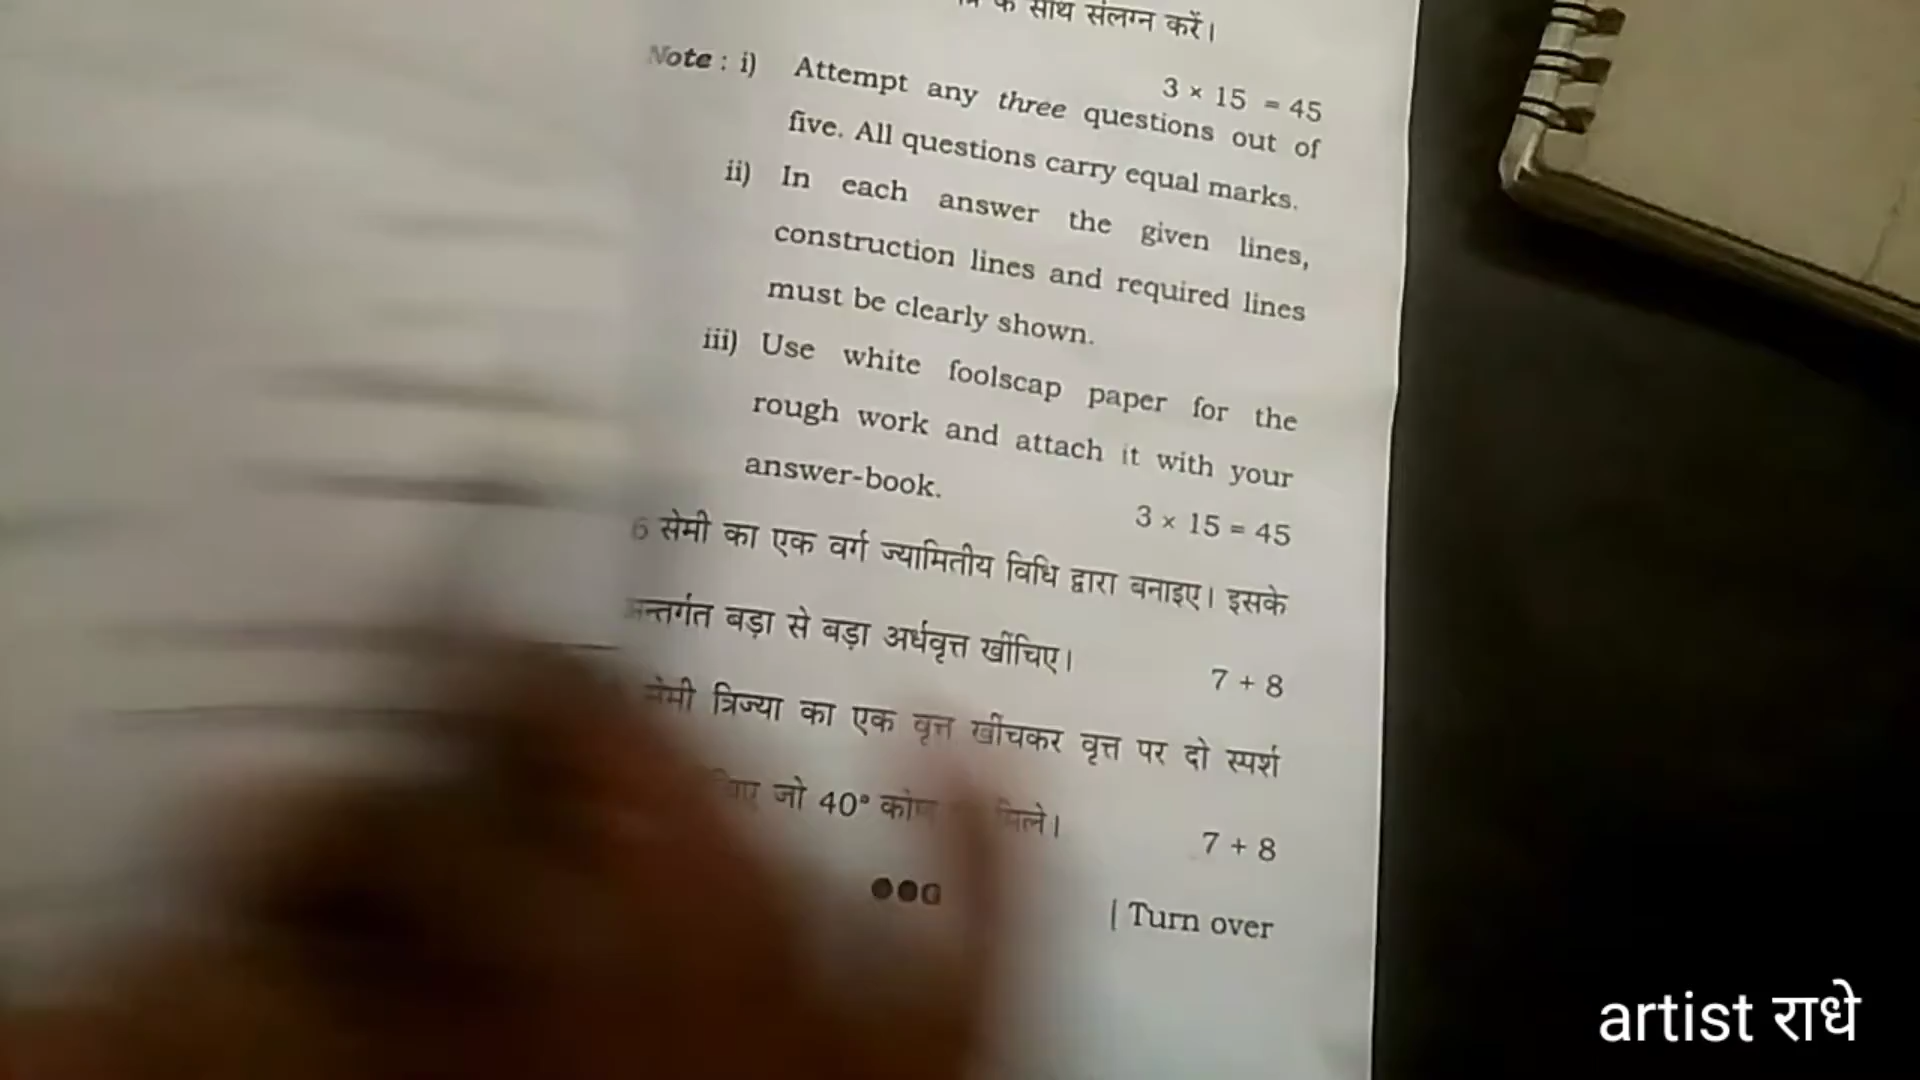 के साथ संलग्न करें।
3 × 15 = 45
Note : i) Attempt any three questions out of
five. All questions carry equal marks.
ii) In each answer the given lines,
construction lines and required lines
must be clearly shown.
iii) Use white foolscap paper for the
rough work and attach it with your
answer-book.
3 × 15 = 45
6 सेमी का एक वर्ग ज्यामितीय विधि द्वारा बनाइए। इसके
बड़ा से बड़ा अर्धवृत्त खींचिए।
7 + 8
सेमी त्रिज्या का एक वृत्त खींचकर वृत्त पर दो स्पर्श
जो 40° कोण मिले।
7 + 8
| Turn over
artist राधे